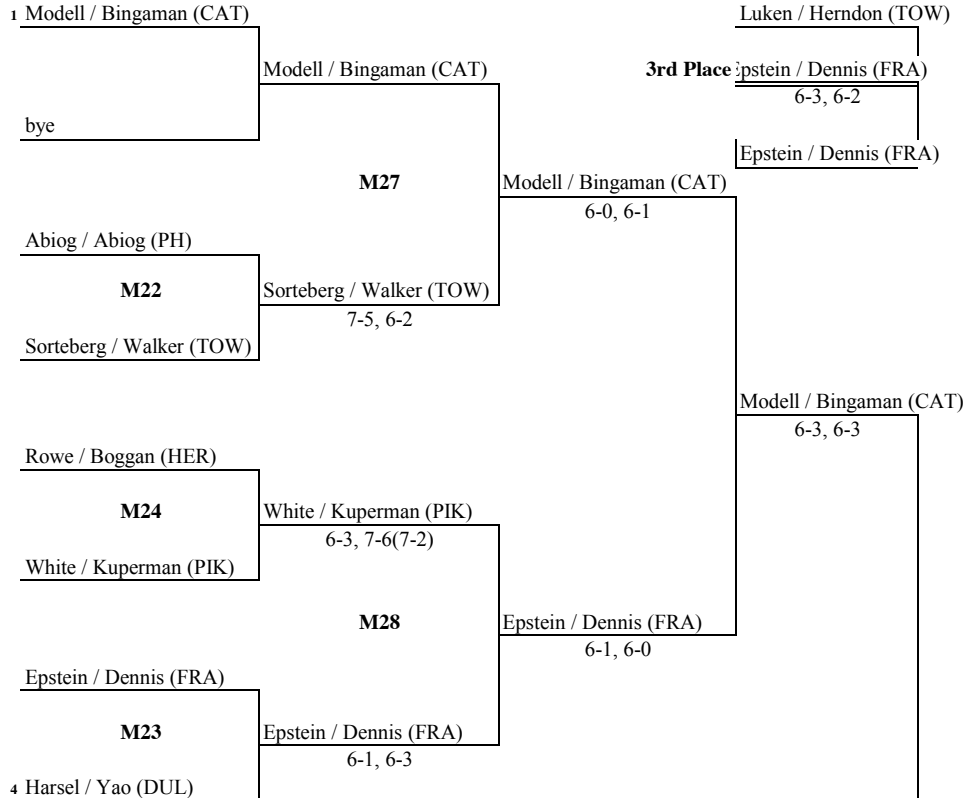 1 Modell / Bingaman (CAT)
Luken / Herndon (TOW)
Modell / Bingaman (CAT)
3rd Place Epstein / Dennis (FRA)
6-3, 6-2
bye
Epstein / Dennis (FRA)
M27
Modell / Bingaman (CAT)
6-0, 6-1
Abiog / Abiog (PH)
M22
Sorteberg / Walker (TOW)
7-5, 6-2
Sorteberg / Walker (TOW)
Modell / Bingaman (CAT)
6-3, 6-3
Rowe / Boggan (HER)
M24
White / Kuperman (PIK)
6-3, 7-6(7-2)
White / Kuperman (PIK)
M28
Epstein / Dennis (FRA)
6-1, 6-0
Epstein / Dennis (FRA)
M23
Epstein / Dennis (FRA)
6-1, 6-3
4 Harsel / Yao (DUL)